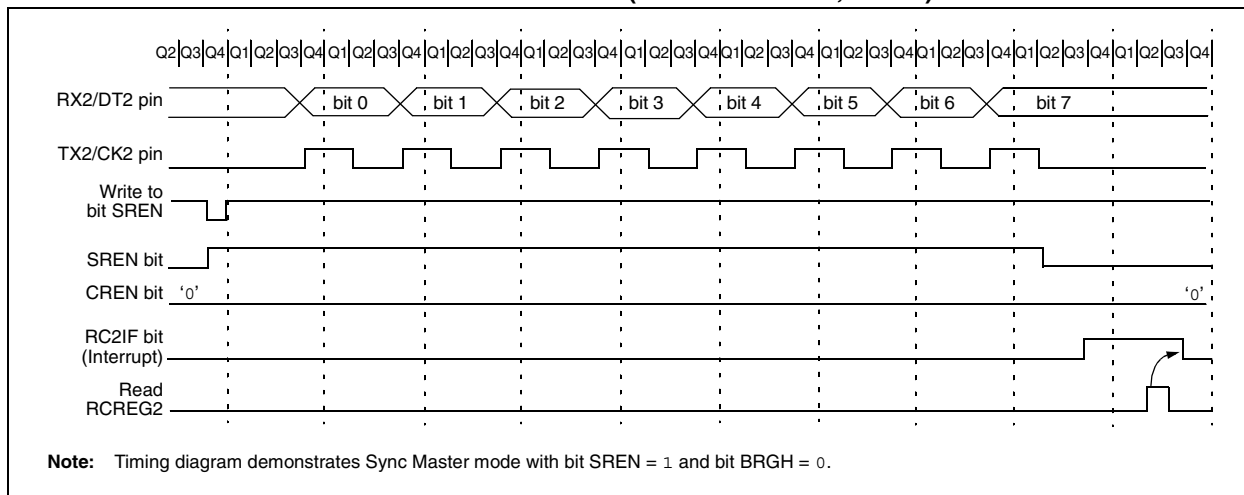 Q2|Q3|Q4|Q1|Q2|Q3|Q4|Q1|Q2|Q3|Q4|Q1|Q2|Q3|Q4|Q1|Q2|Q3|Q4|Q1|Q2|Q3|Q4|Q1|Q2|Q3|Q4|Q1|Q2|Q3|Q4|Q1|Q2|Q3|Q4|Q1|Q2|Q3|Q4|Q1|Q2|Q3|Q4
RX2/DT2 pin bit 0 bit 1 bit 2 bit 3 bit 4 bit 5 bit 6 bit 7
TX2/CK2 pin
Write to
bit SREN
SREN bit
CREN bit ‘0’ ‘0’
RC2IF bit
(Interrupt)
Read
RCREG2
Note: Timing diagram demonstrates Sync Master mode with bit SREN = 1 and bit BRGH = 0.